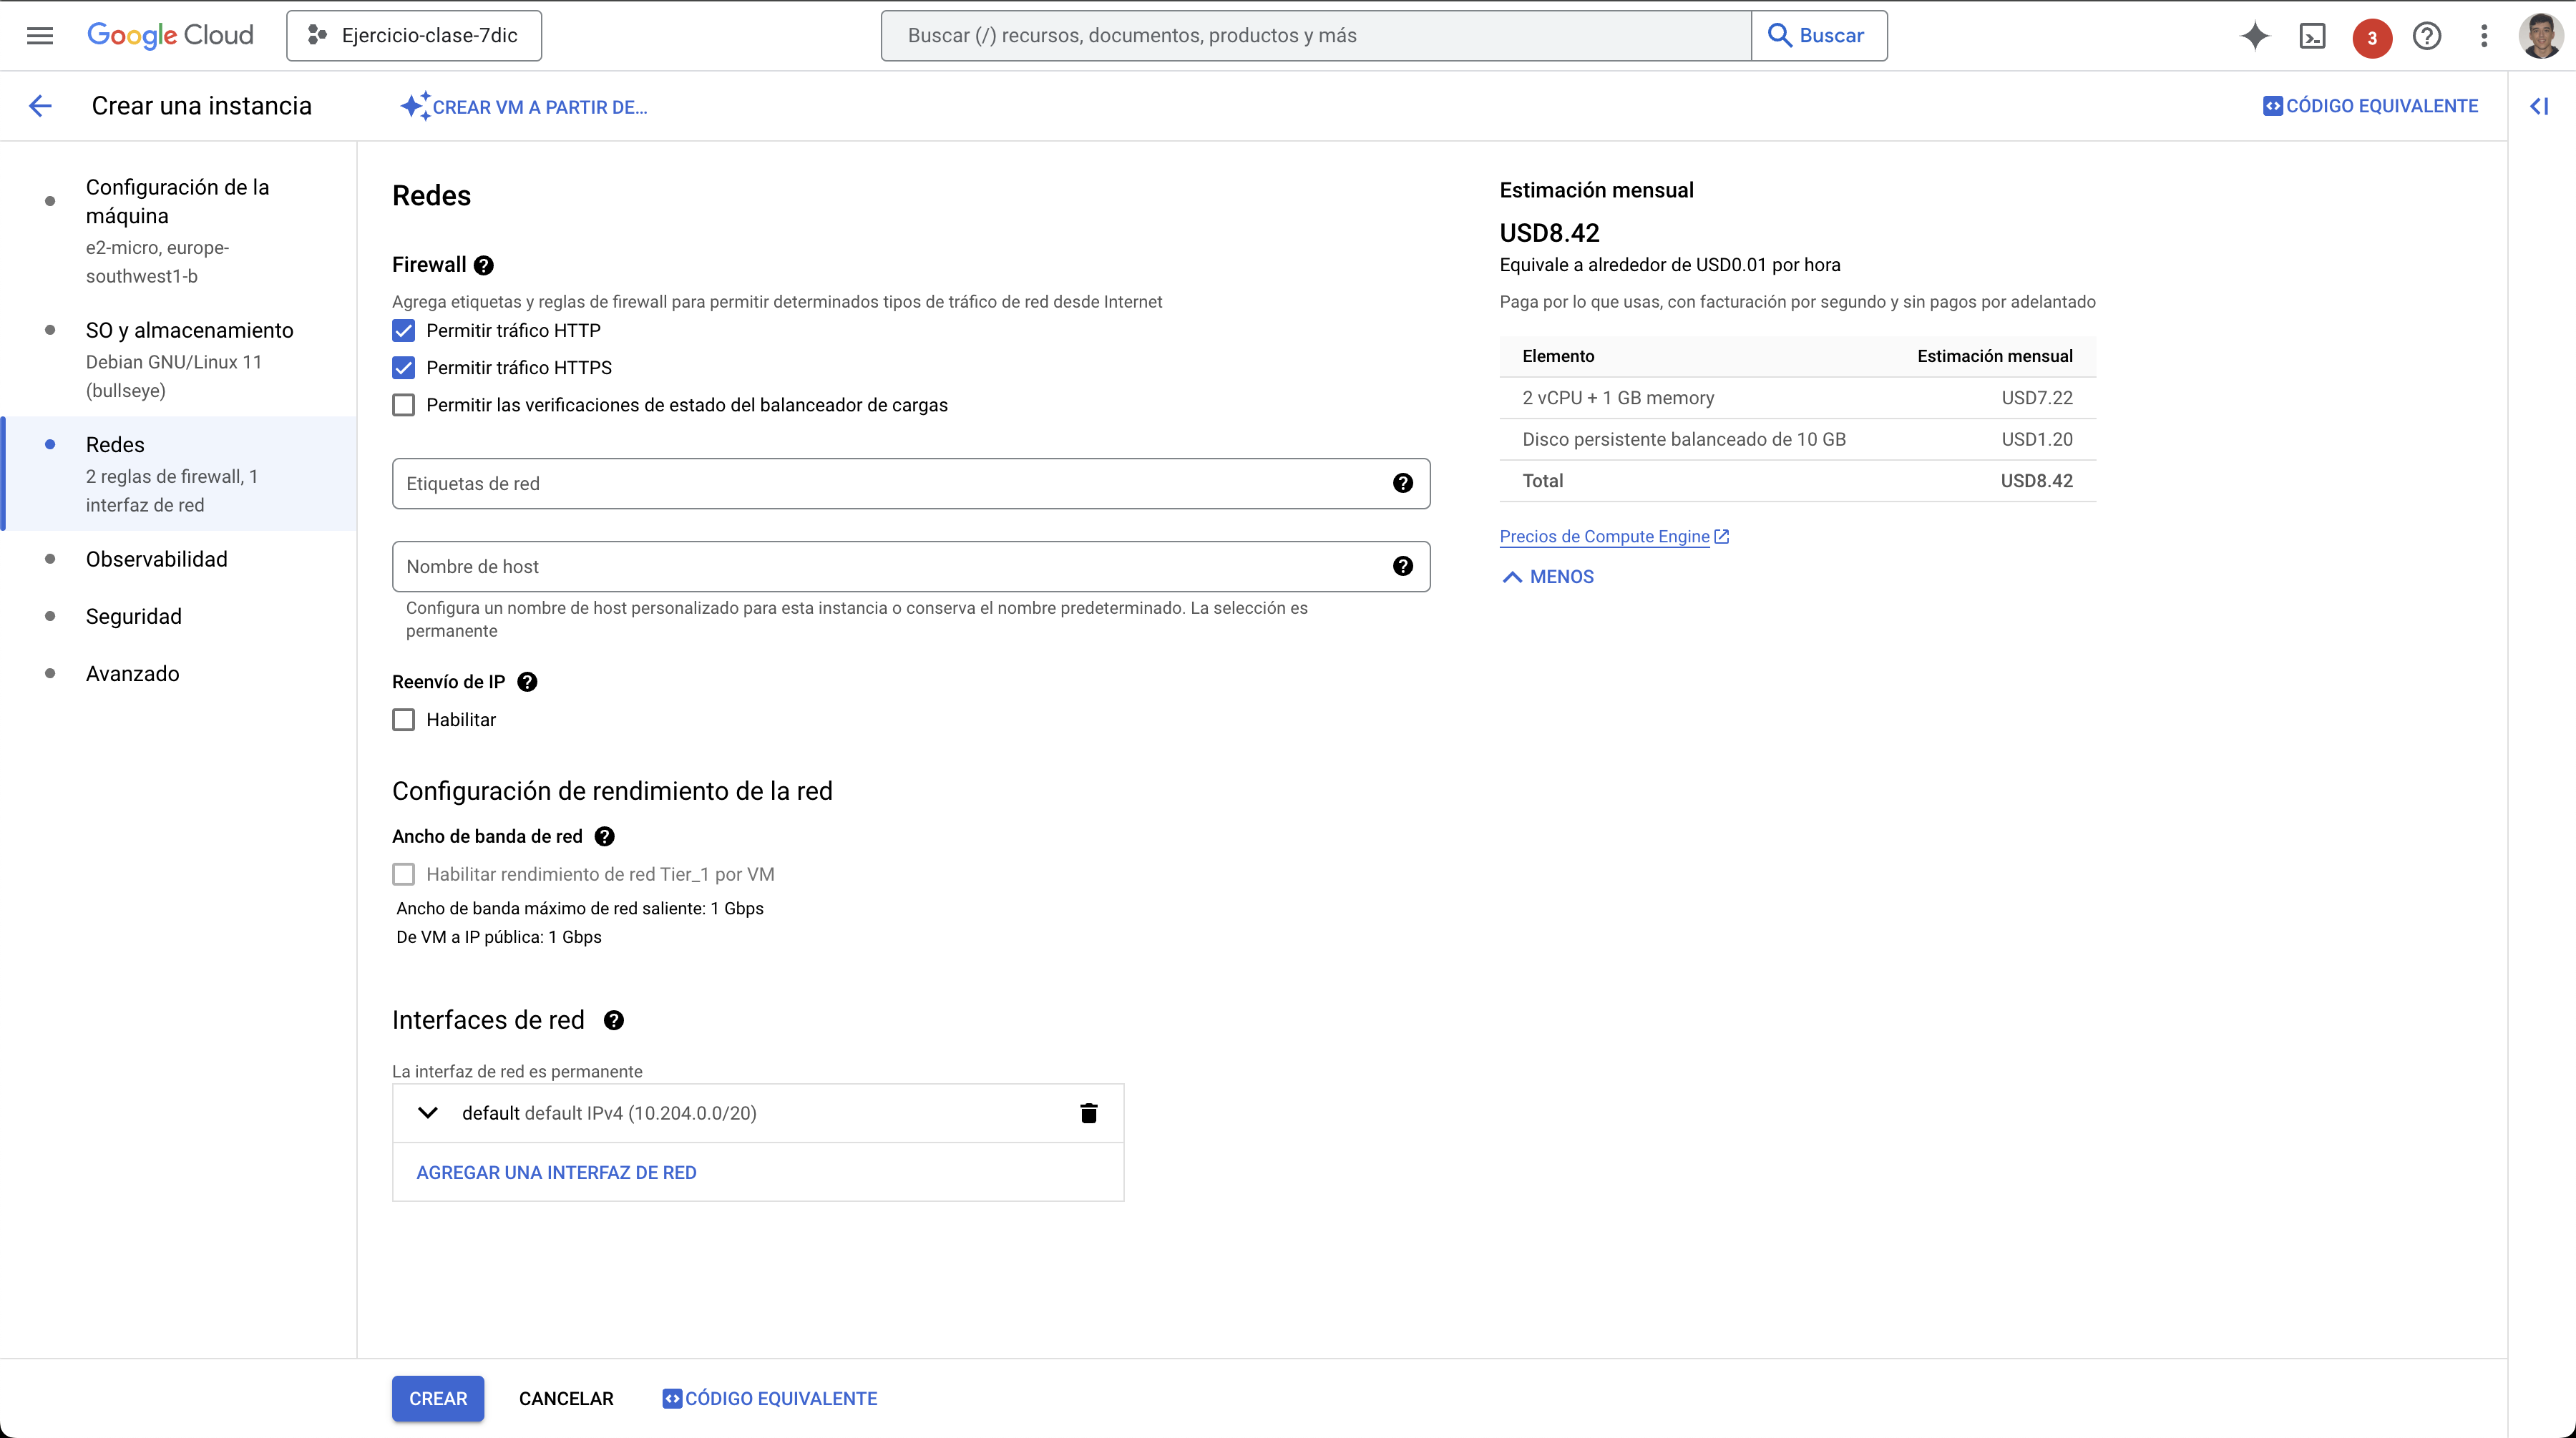 Google Cloud
Ejercicio-clase-7dic
Buscar (/) recursos, documentos, productos y más
Buscar
3
Crear una instancia
CREAR VM A PARTIR DE...
CÓDIGO EQUIVALENTE
Configuración de la
máquina
e2-micro, europe-
southwest1-b
SO y almacenamiento
Debian GNU/Linux 11
(bullseye)
Redes
2 reglas de firewall, 1
interfaz de red
Observabilidad
Seguridad
Avanzado
Redes
Firewall
Agrega etiquetas y reglas de firewall para permitir determinados tipos de tráfico de red desde Internet
Permitir tráfico HTTP
Permitir tráfico HTTPS
Permitir las verificaciones de estado del balanceador de cargas
Etiquetas de red
Nombre de host
Configura un nombre de host personalizado para esta instancia o conserva el nombre predeterminado. La selección es
permanente
Reenvío de IP
Habilitar
Configuración de rendimiento de la red
Ancho de banda de red
Habilitar rendimiento de red Tier_1 por VM
Ancho de banda máximo de red saliente: 1 Gbps
De VM a IP pública: 1 Gbps
Interfaces de red
La interfaz de red es permanente
default default IPv4 (10.204.0.0/20)
AGREGAR UNA INTERFAZ DE RED
Estimación mensual
USD8.42
Equivale a alrededor de USD0.01 por hora
Paga por lo que usas, con facturación por segundo y sin pagos por adelantado
Elemento Estimación mensual
2 vCPU + 1 GB memory USD7.22
Disco persistente balanceado de 10 GB USD1.20
Total USD8.42
Precios de Compute Engine
MENOS
CREAR
CANCELAR
CÓDIGO EQUIVALENTE